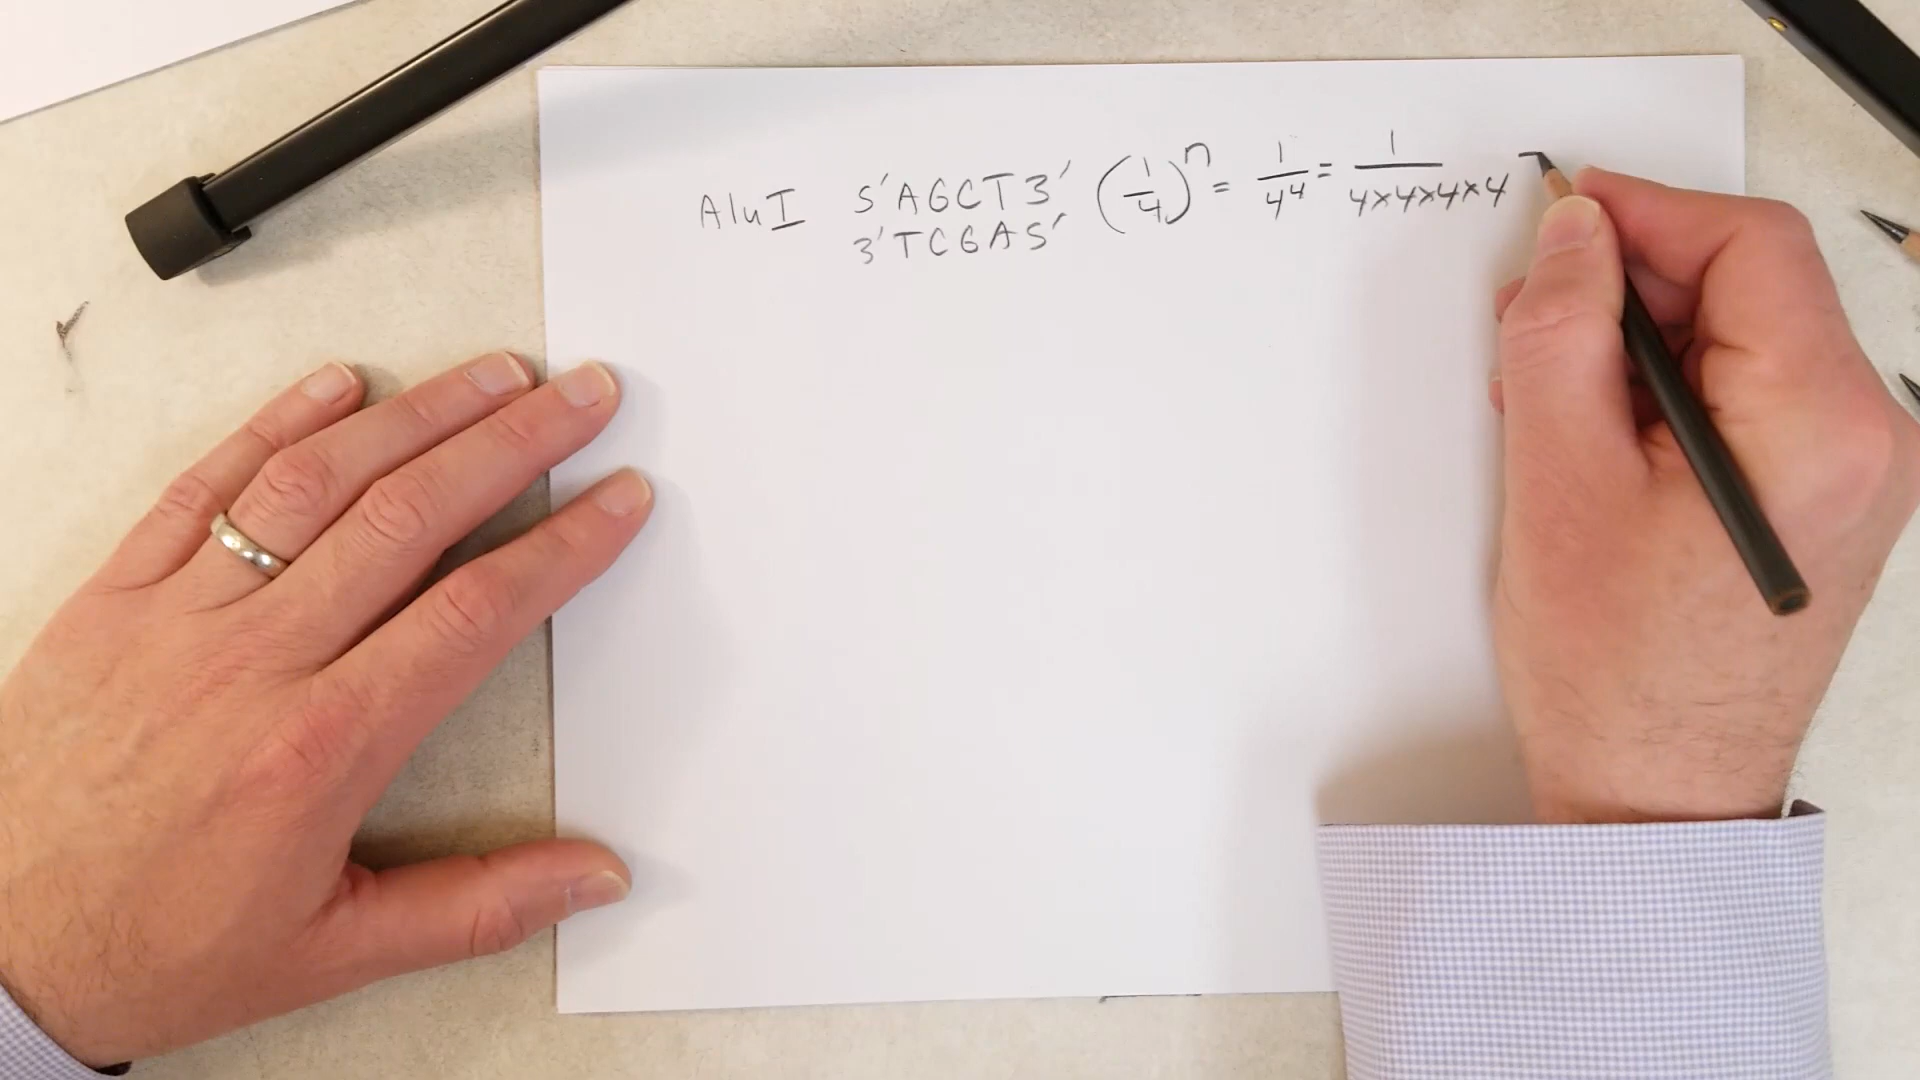 AluI 5'AGCT3' (1/4)^n = 1/4^4 = 1/4×4×4×4
3'TCGA5'